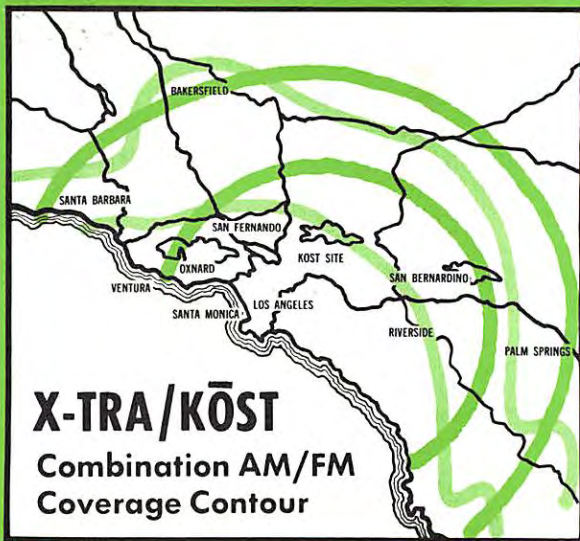 BAKERSFIELD
SANTA BARBARA
SAN FERNANDO
OXNARD
KOST SITE
SAN BERNARDINO
VENTURA
SANTA MONICA
LOS ANGELES
RIVERSIDE
PALM SPRINGS
X-TRA/KŌST
Combination AM/FM
Coverage Contour